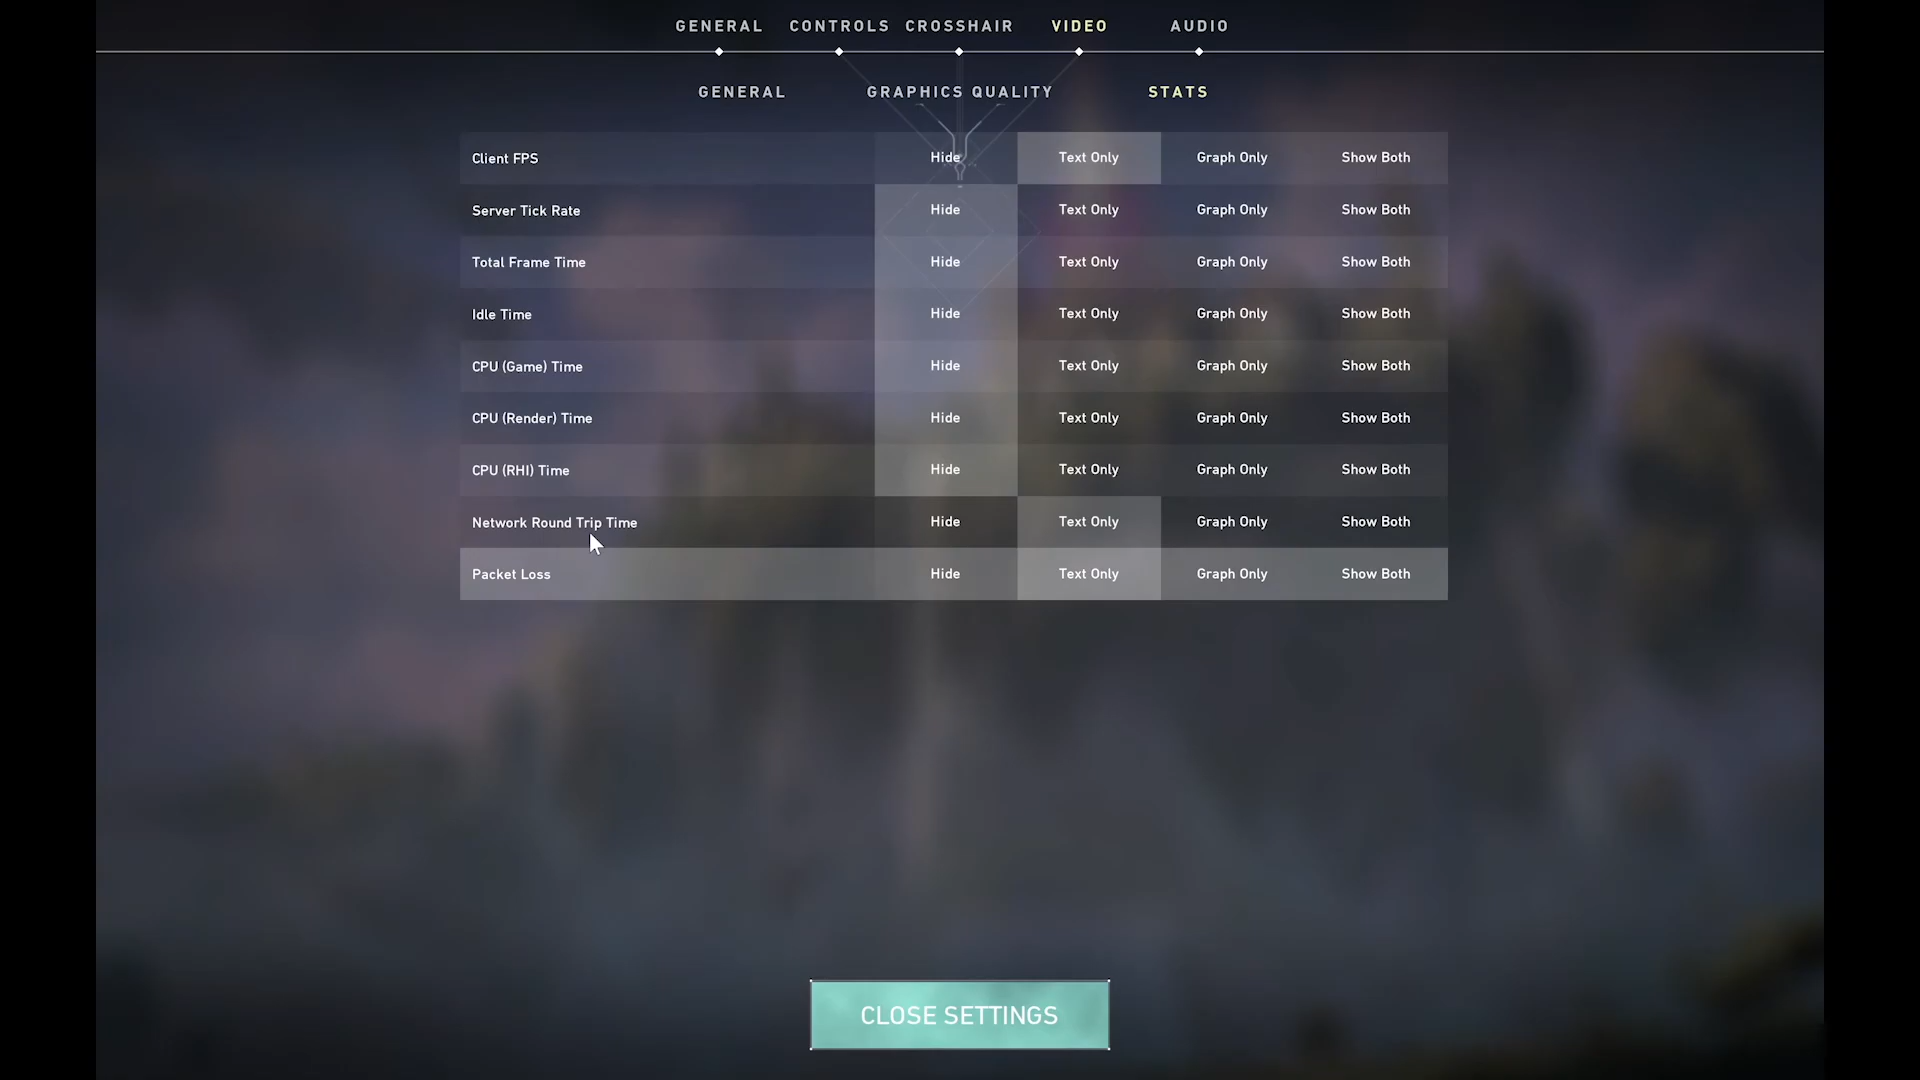 GENERAL CONTROLS CROSSHAIR VIDEO AUDIO
GENERAL GRAPHICS QUALITY STATS
Client FPS Hide Text Only Graph Only Show Both
Server Tick Rate Hide Text Only Graph Only Show Both
Total Frame Time Hide Text Only Graph Only Show Both
Idle Time Hide Text Only Graph Only Show Both
CPU (Game) Time Hide Text Only Graph Only Show Both
CPU (Render) Time Hide Text Only Graph Only Show Both
CPU (RHI) Time Hide Text Only Graph Only Show Both
Network Round Trip Time Hide Text Only Graph Only Show Both
Packet Loss Hide Text Only Graph Only Show Both
CLOSE SETTINGS